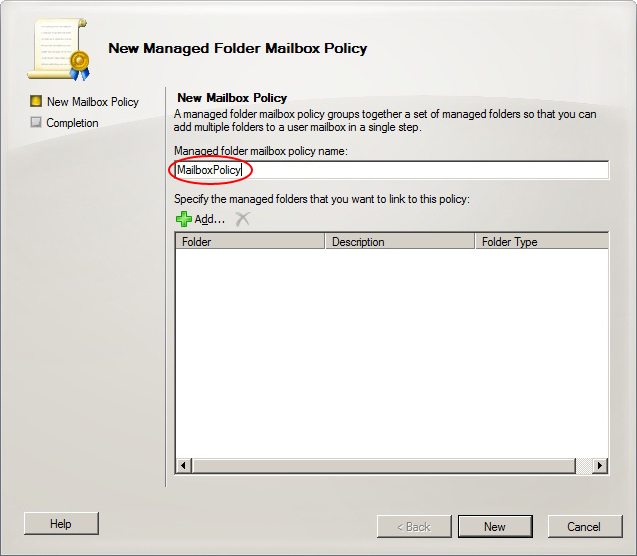 New Managed Folder Mailbox Policy
New Mailbox Policy
Completion
New Mailbox Policy
A managed folder mailbox policy groups together a set of managed folders so that you can
add multiple folders to a user mailbox in a single step.
Managed folder mailbox policy name:
MailboxPolicy
Specify the managed folders that you want to link to this policy:
Add...
Folder Description Folder Type
Help < Back New Cancel